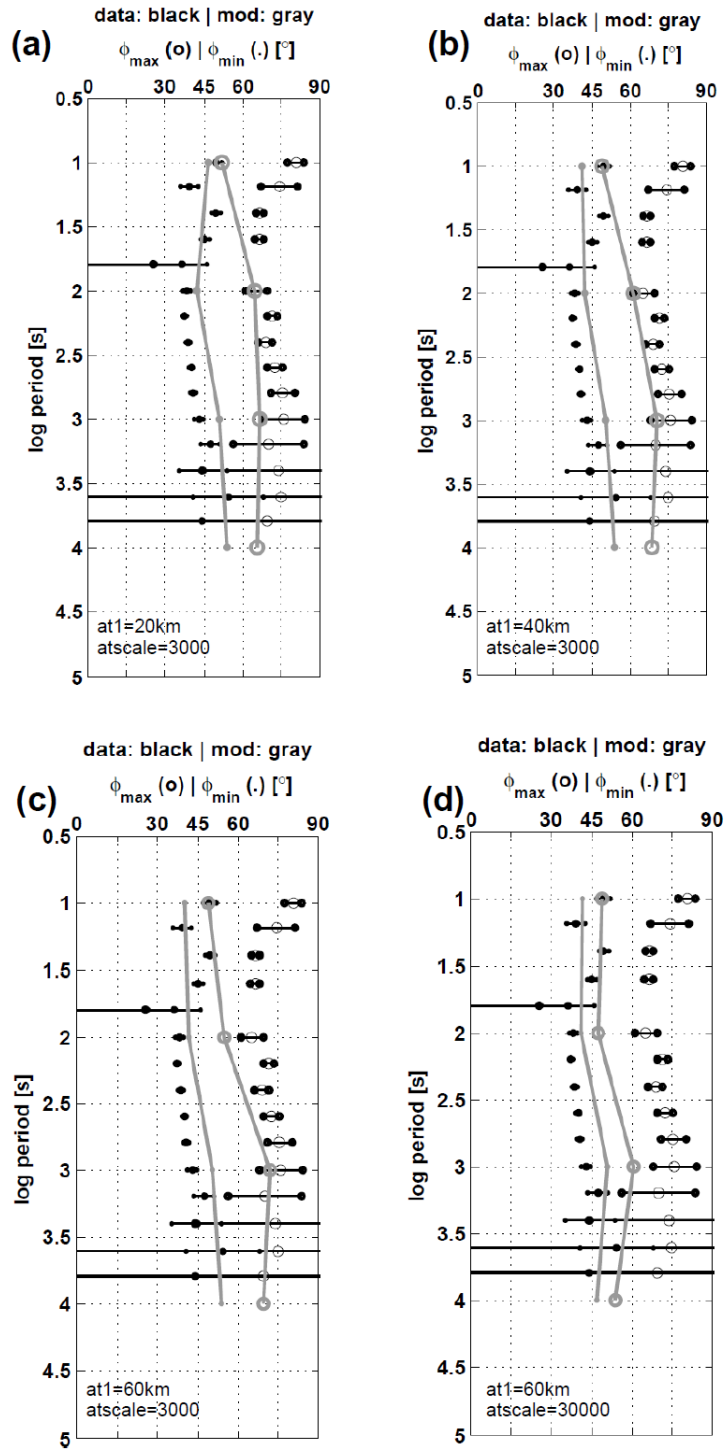 data: black | mod: gray
(a)
ϕmax (o) | ϕmin (.) [°]
0 30 45 60 90
0.5
1
1.5
2
2.5
3
3.5
4
4.5
5
log period [s]
at1=20km
atscale=3000
data: black | mod: gray
(b)
ϕmax (o) | ϕmin (.) [°]
0 30 45 60 90
0.5
1
1.5
2
2.5
3
3.5
4
4.5
5
log period [s]
at1=40km
atscale=3000
data: black | mod: gray
(c)
ϕmax (o) | ϕmin (.) [°]
0 30 45 60 90
0.5
1
1.5
2
2.5
3
3.5
4
4.5
5
log period [s]
at1=60km
atscale=3000
data: black | mod: gray
(d)
ϕmax (o) | ϕmin (.) [°]
0 30 45 60 90
0.5
1
1.5
2
2.5
3
3.5
4
4.5
5
log period [s]
at1=60km
atscale=30000